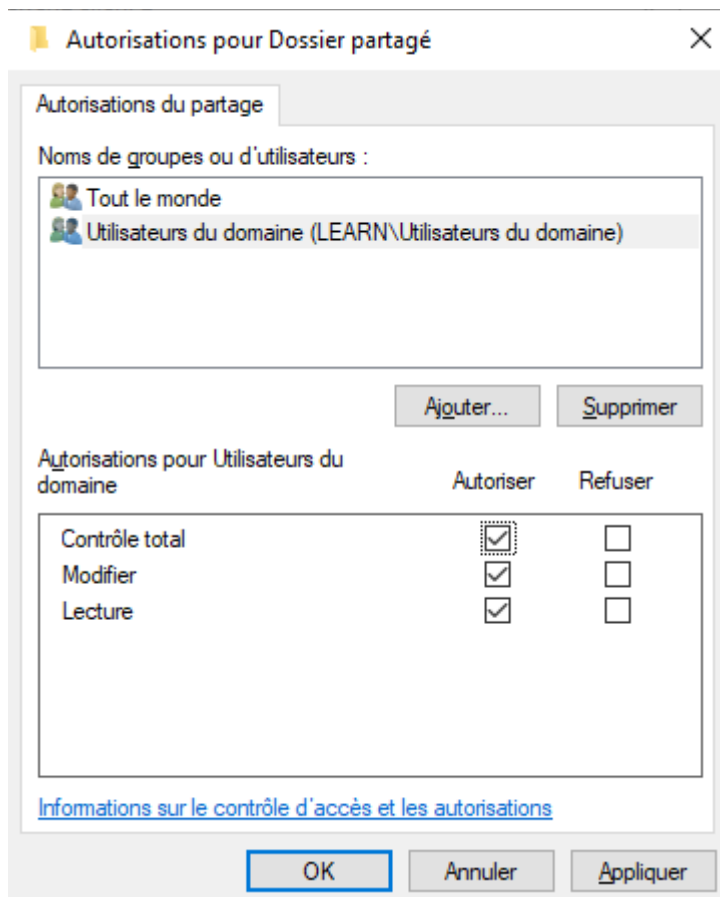 Autorisations pour Dossier partagé
Autorisations du partage
Noms de groupes ou d'utilisateurs :
Tout le monde
Utilisateurs du domaine (LEARN\Utilisateurs du domaine)
Ajouter...
Supprimer
Autorisations pour Utilisateurs du
domaine
Autoriser
Refuser
Contrôle total
Modifier
Lecture
Informations sur le contrôle d'accès et les autorisations
OK
Annuler
Appliquer